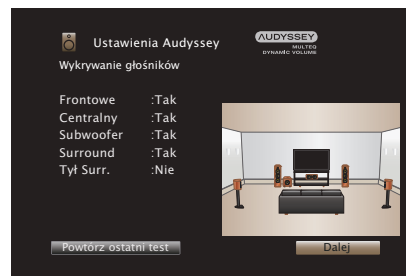 Ustawienia Audyssey
AUDYSSEY
MULTEQ
DYNAMIC VOLUME
Wykrywanie głośników
Frontowe :Tak
Centralny :Tak
Subwoofer :Tak
Surround :Tak
Tył Surr. :Nie
Powtórz ostatni test
Dalej